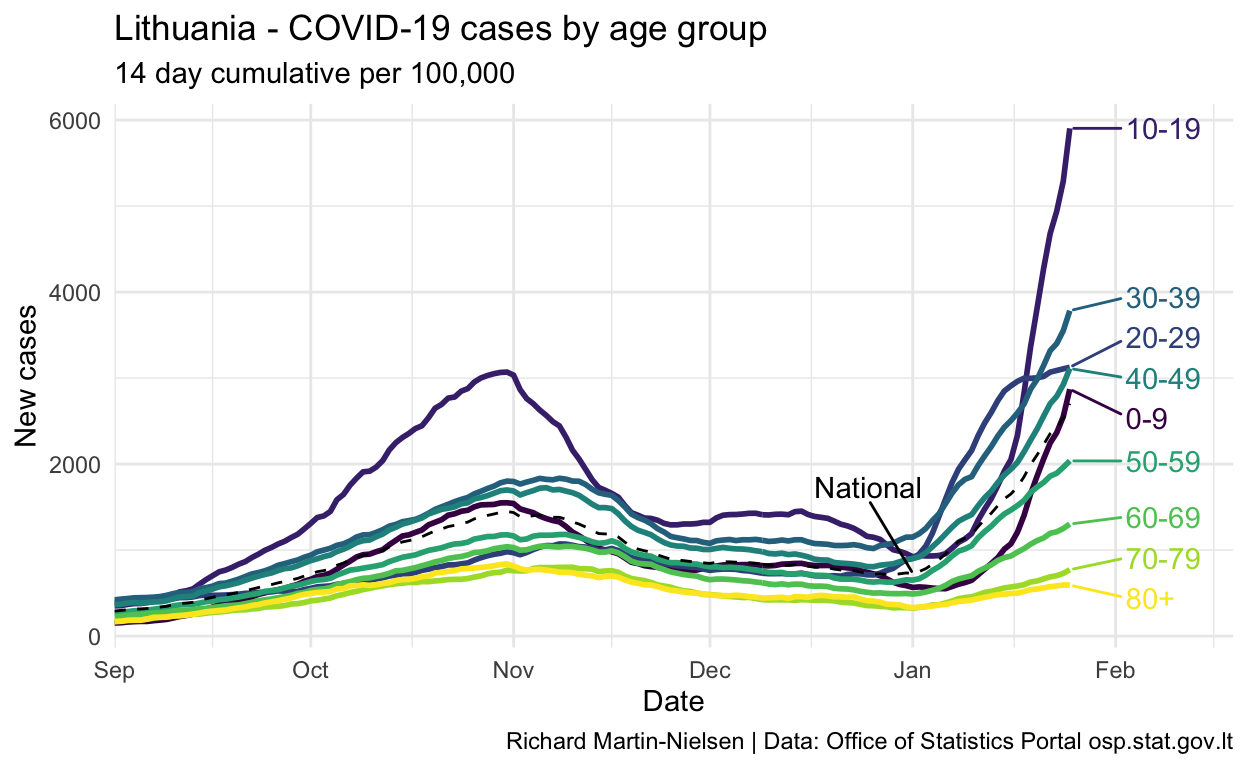 Lithuania - COVID-19 cases by age group
14 day cumulative per 100,000
New cases
6000
4000
2000
0
10-19
30-39
20-29
40-49
0-9
50-59
National
60-69
70-79
80+
Sep Oct Nov Dec Jan Feb
Date
Richard Martin-Nielsen | Data: Office of Statistics Portal osp.stat.gov.lt